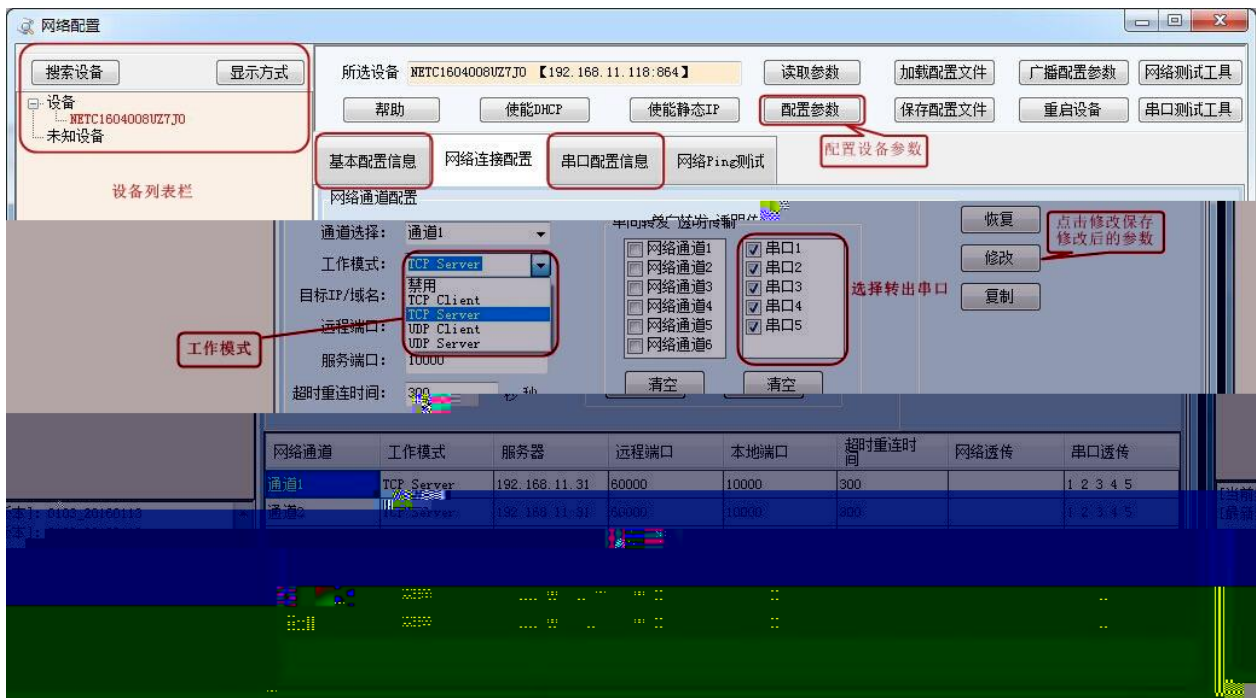 网络配置
搜索设备 显示方式
设备
NETC1604008UZ7J0
未知设备
设备列表栏
所选设备 NETC1604008UZ7J0 【192.168.11.118:864】 读取参数 加载配置文件 广播配置参数 网络测试工具
帮助 使能DHCP 使能静态IP 配置参数 保存配置文件 重启设备 串口测试工具
配置设备参数
基本配置信息 网络连接配置 串口配置信息 网络Ping测试
网络通道配置
通道选择： 通道1
工作模式： TCP Server
禁用
TCP Client
TCP Server
UDP Client
UDP Server
目标IP/域名：
远程端口：
服务端口： 10000
超时重连时间： 300 秒
工作模式
网络通道1
网络通道2
网络通道3
网络通道4
网络通道5
网络通道6
清空
串口1
串口2
串口3
串口4
串口5
清空
选择转出串口
恢复
修改
复制
点击修改保存
修改后的参数
网络通道 工作模式 服务器 远程端口 本地端口 超时重连时间 网络透传 串口透传
通道1 TCP Server 192.168.11.31 60000 10000 300 1 2 3 4 5
192.168.11.31 60000 10000 300 1 2 3 4 5
本]: 0103_20160113